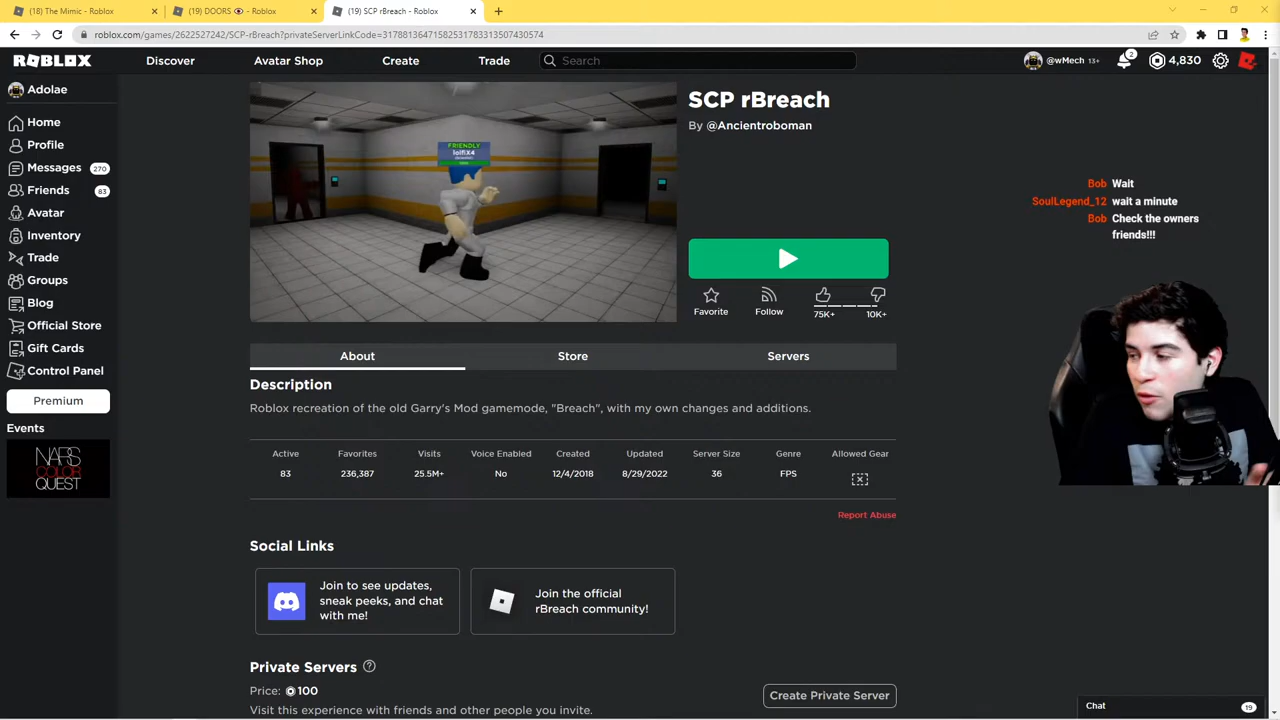 (18) The Mimic - Roblox
(19) DOORS 👁 - Roblox
(19) SCP rBreach - Roblox
roblox.com/games/2622527242/SCP-rBreach?privateServerLinkCode=31788136471582531783313507430574
ROBLOX
Discover
Avatar Shop
Create
Trade
Search
@wMech 13+
2
4,830
Adolae
Home
Profile
Messages 270
Friends 83
Avatar
Inventory
Trade
Groups
Blog
Official Store
Gift Cards
Control Panel
Premium
Events
NARS
COLOR
QUEST
FRIENDLY
lolfiX4
SCP rBreach
By @Ancientroboman
Favorite
Follow
75K+
10K+
Bob Wait
SoulLegend_12 wait a minute
Bob Check the owners
friends!!!
About
Store
Servers
Description
Roblox recreation of the old Garry's Mod gamemode, "Breach", with my own changes and additions.
Active
Favorites
Visits
Voice Enabled
Created
Updated
Server Size
Genre
Allowed Gear
83
236,387
25.5M+
No
12/4/2018
8/29/2022
36
FPS
Report Abuse
Social Links
Join to see updates,
sneak peeks, and chat
with me!
Join the official
rBreach community!
Private Servers
Price: 100
Create Private Server
Visit this experience with friends and other people you invite.
Chat
19